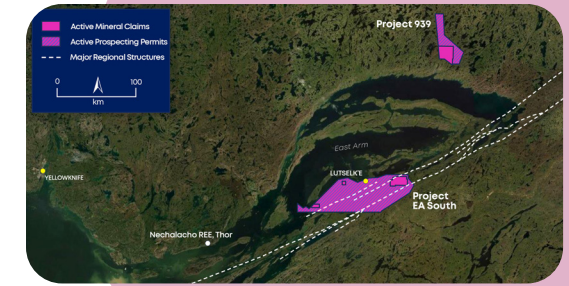 Active Mineral Claims
Active Prospecting Permits
Major Regional Structures
0 100
km
Project 939
East Arm
LUTSELK'E
YELLOWKNIFE
Project
EA South
Nechalacho REE, Thor